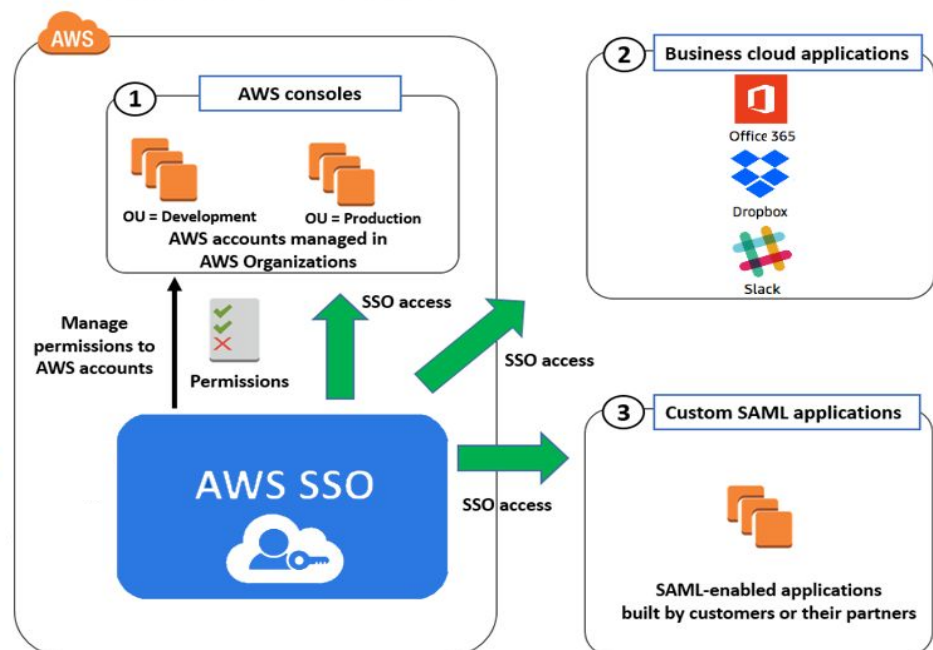 AWS
1
AWS consoles
OU = Development
OU = Production
AWS accounts managed in
AWS Organizations
Manage
permissions to
AWS accounts
Permissions
SSO access
SSO access
SSO access
AWS SSO
2
Business cloud applications
Office 365
Dropbox
Slack
3
Custom SAML applications
SAML-enabled applications
built by customers or their partners